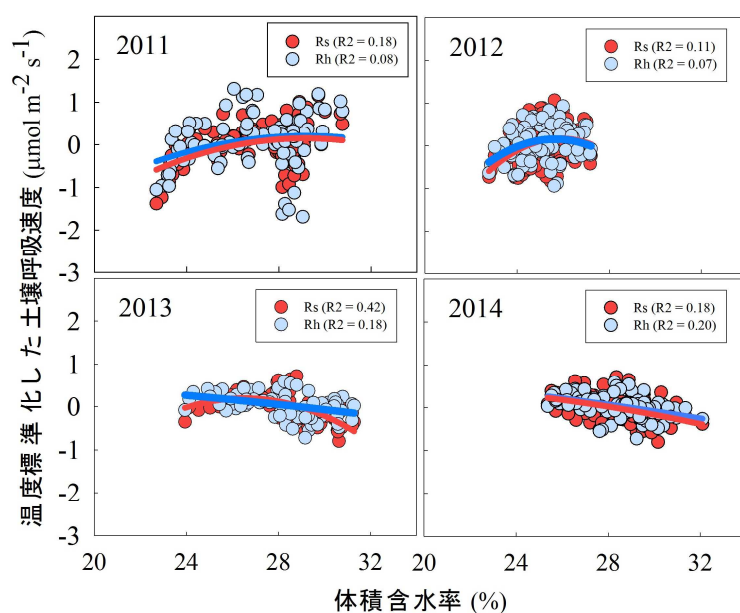 温度標準化した土壌呼吸速度 (μmol m⁻² s⁻¹)
2011
Rs (R2 = 0.18)
Rh (R2 = 0.08)
2012
Rs (R2 = 0.11)
Rh (R2 = 0.07)
3
2
1
0
-1
-2
-3
2013
Rs (R2 = 0.42)
Rh (R2 = 0.18)
2014
Rs (R2 = 0.18)
Rh (R2 = 0.20)
2
1
0
-1
-2
-3
20 24 28 32 20 24 28 32
体積含水率 (%)